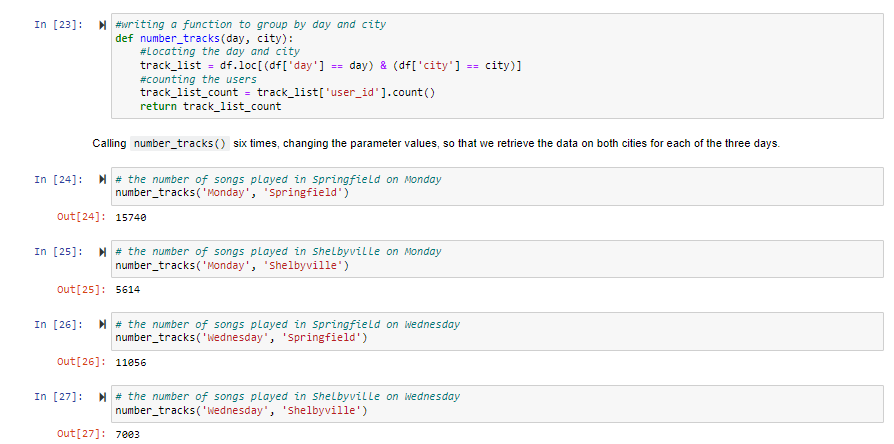 In [23]:
#writing a function to group by day and city
def number_tracks(day, city):
    #Locating the day and city
    track_list = df.loc[(df['day'] == day) & (df['city'] == city)]
    #counting the users
    track_list_count = track_list['user_id'].count()
    return track_list_count
Calling number_tracks() six times, changing the parameter values, so that we retrieve the data on both cities for each of the three days.
In [24]:
# the number of songs played in Springfield on Monday
number_tracks('Monday', 'Springfield')
Out[24]: 15740
In [25]:
# the number of songs played in Shelbyville on Monday
number_tracks('Monday', 'Shelbyville')
Out[25]: 5614
In [26]:
# the number of songs played in Springfield on Wednesday
number_tracks('Wednesday', 'Springfield')
Out[26]: 11056
In [27]:
# the number of songs played in Shelbyville on Wednesday
number_tracks('Wednesday', 'Shelbyville')
Out[27]: 7003